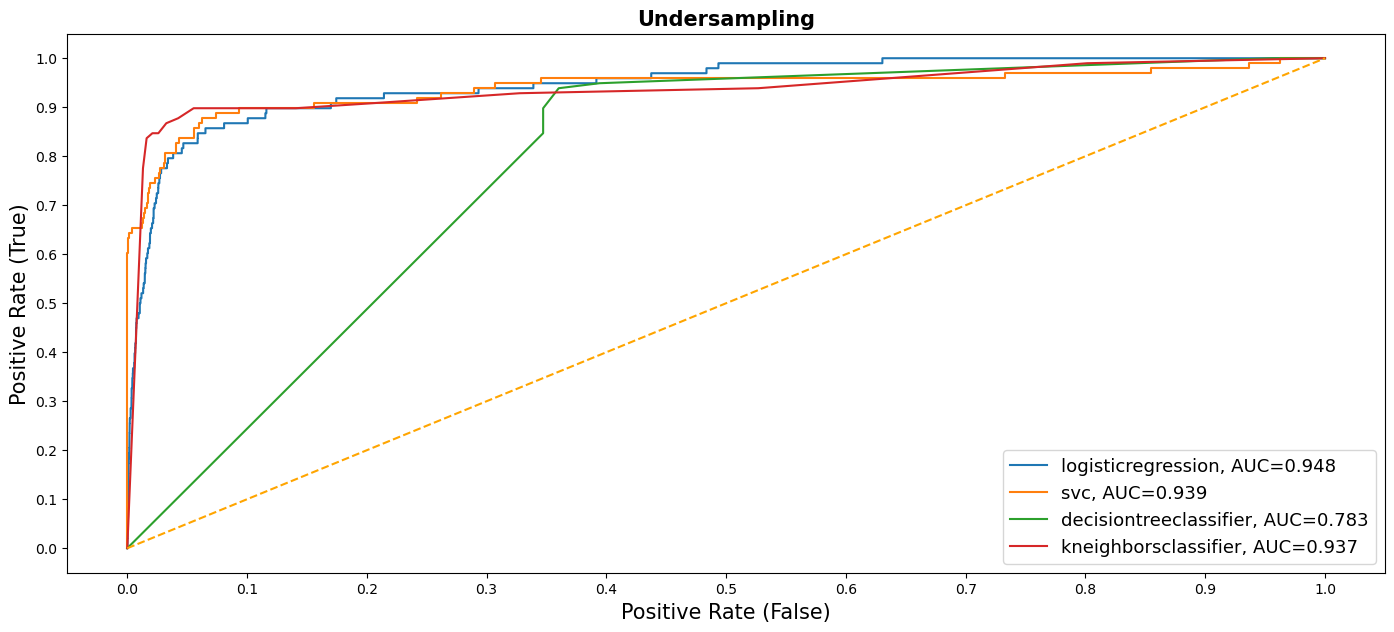 Undersampling
Positive Rate (True)
1.0
0.9
0.8
0.7
0.6
0.5
0.4
0.3
0.2
0.1
0.0
logisticregression, AUC=0.948
svc, AUC=0.939
decisiontreeclassifier, AUC=0.783
kneighborsclassifier, AUC=0.937
0.0 0.1 0.2 0.3 0.4 0.5 0.6 0.7 0.8 0.9 1.0
Positive Rate (False)